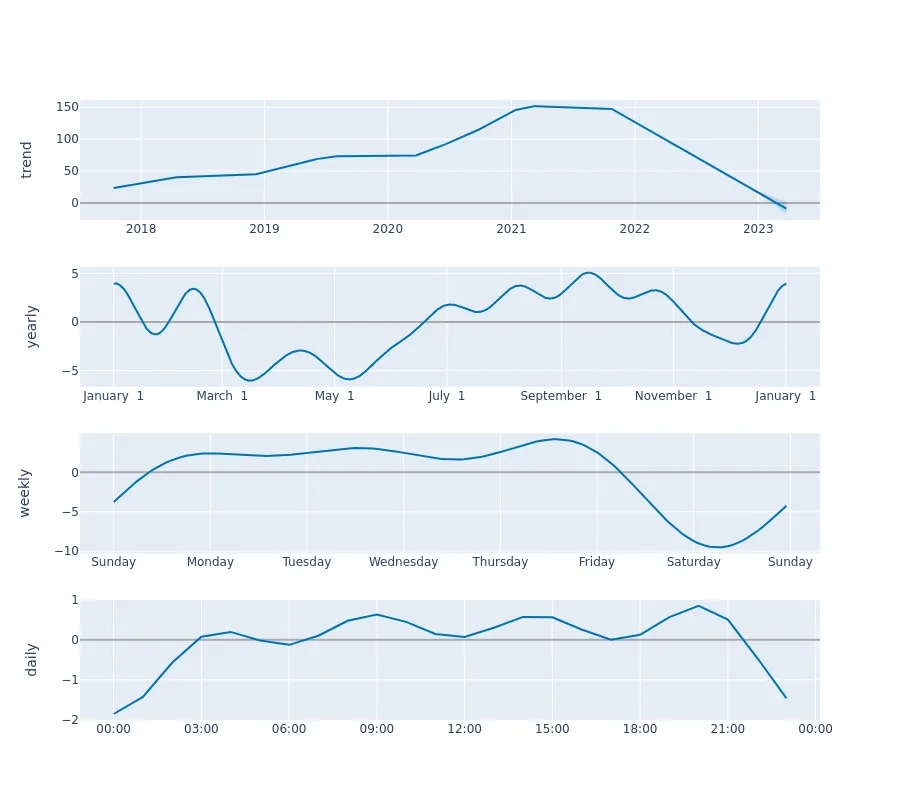 trend
150
100
50
0
2018 2019 2020 2021 2022 2023
yearly
5
0
−5
January 1 March 1 May 1 July 1 September 1 November 1 January 1
weekly
0
−5
−10
Sunday Monday Tuesday Wednesday Thursday Friday Saturday Sunday
daily
1
0
−1
−2
00:00 03:00 06:00 09:00 12:00 15:00 18:00 21:00 00:00